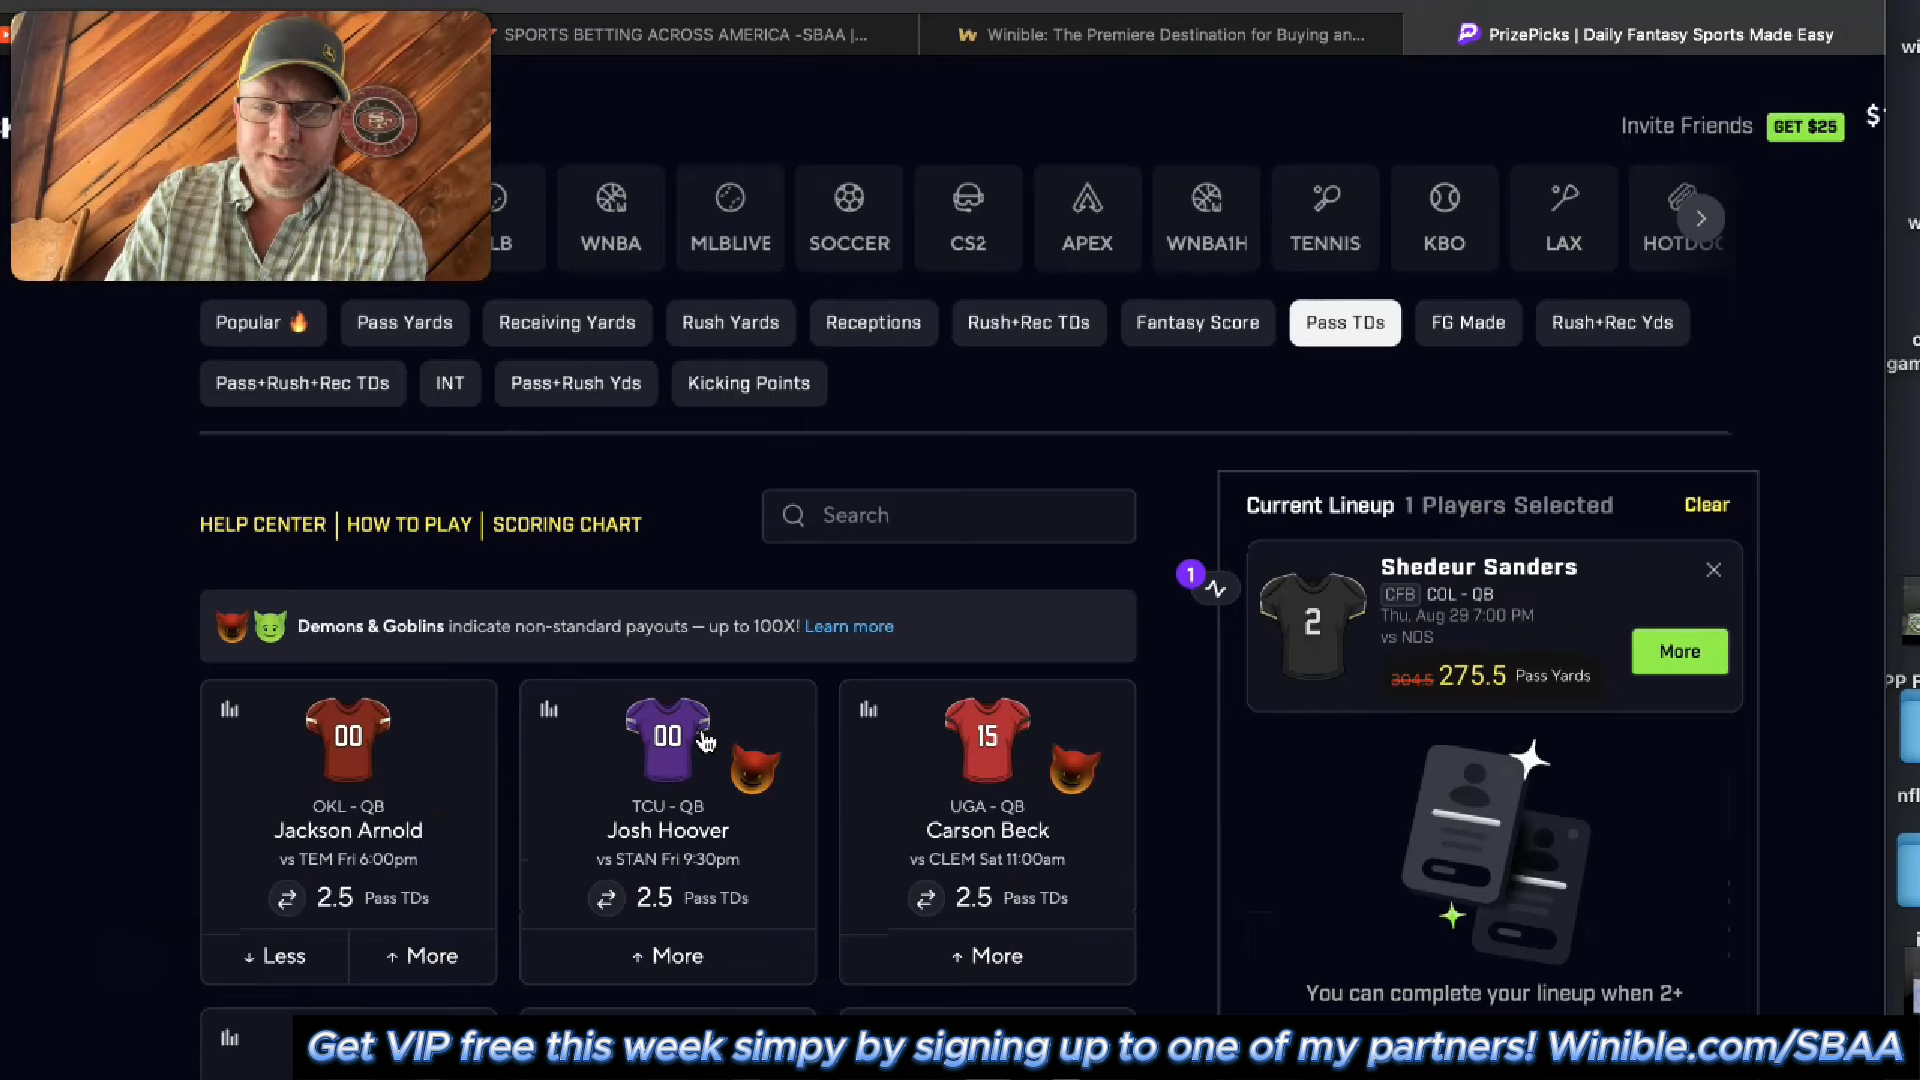 SPORTS BETTING ACROSS AMERICA -SBAA |...
Winible: The Premiere Destination for Buying an...
PrizePicks | Daily Fantasy Sports Made Easy
Invite Friends
GET $25
$
LB
WNBA
MLBLIVE
SOCCER
CS2
APEX
WNBA1H
TENNIS
KBO
LAX
HOTDOG
Popular
Pass Yards
Receiving Yards
Rush Yards
Receptions
Rush+Rec TDs
Fantasy Score
Pass TDs
FG Made
Rush+Rec Yds
Pass+Rush+Rec TDs
INT
Pass+Rush Yds
Kicking Points
HELP CENTER | HOW TO PLAY | SCORING CHART
Search
Current Lineup 1 Players Selected
Clear
1
2
Shedeur Sanders
CFB COL - QB
Thu, Aug 29 7:00 PM
vs NDS
304.5 275.5 Pass Yards
More
Demons & Goblins indicate non-standard payouts — up to 100X! Learn more
00
OKL - QB
Jackson Arnold
vs TEM Fri 6:00pm
2.5 Pass TDs
↓ Less
↑ More
00
TCU - QB
Josh Hoover
vs STAN Fri 9:30pm
2.5 Pass TDs
↑ More
15
UGA - QB
Carson Beck
vs CLEM Sat 11:00am
2.5 Pass TDs
↑ More
You can complete your lineup when 2+
Get VIP free this week simpy by signing up to one of my partners! Winible.com/SBAA
SF
wi
w
gam
PP F
nfl